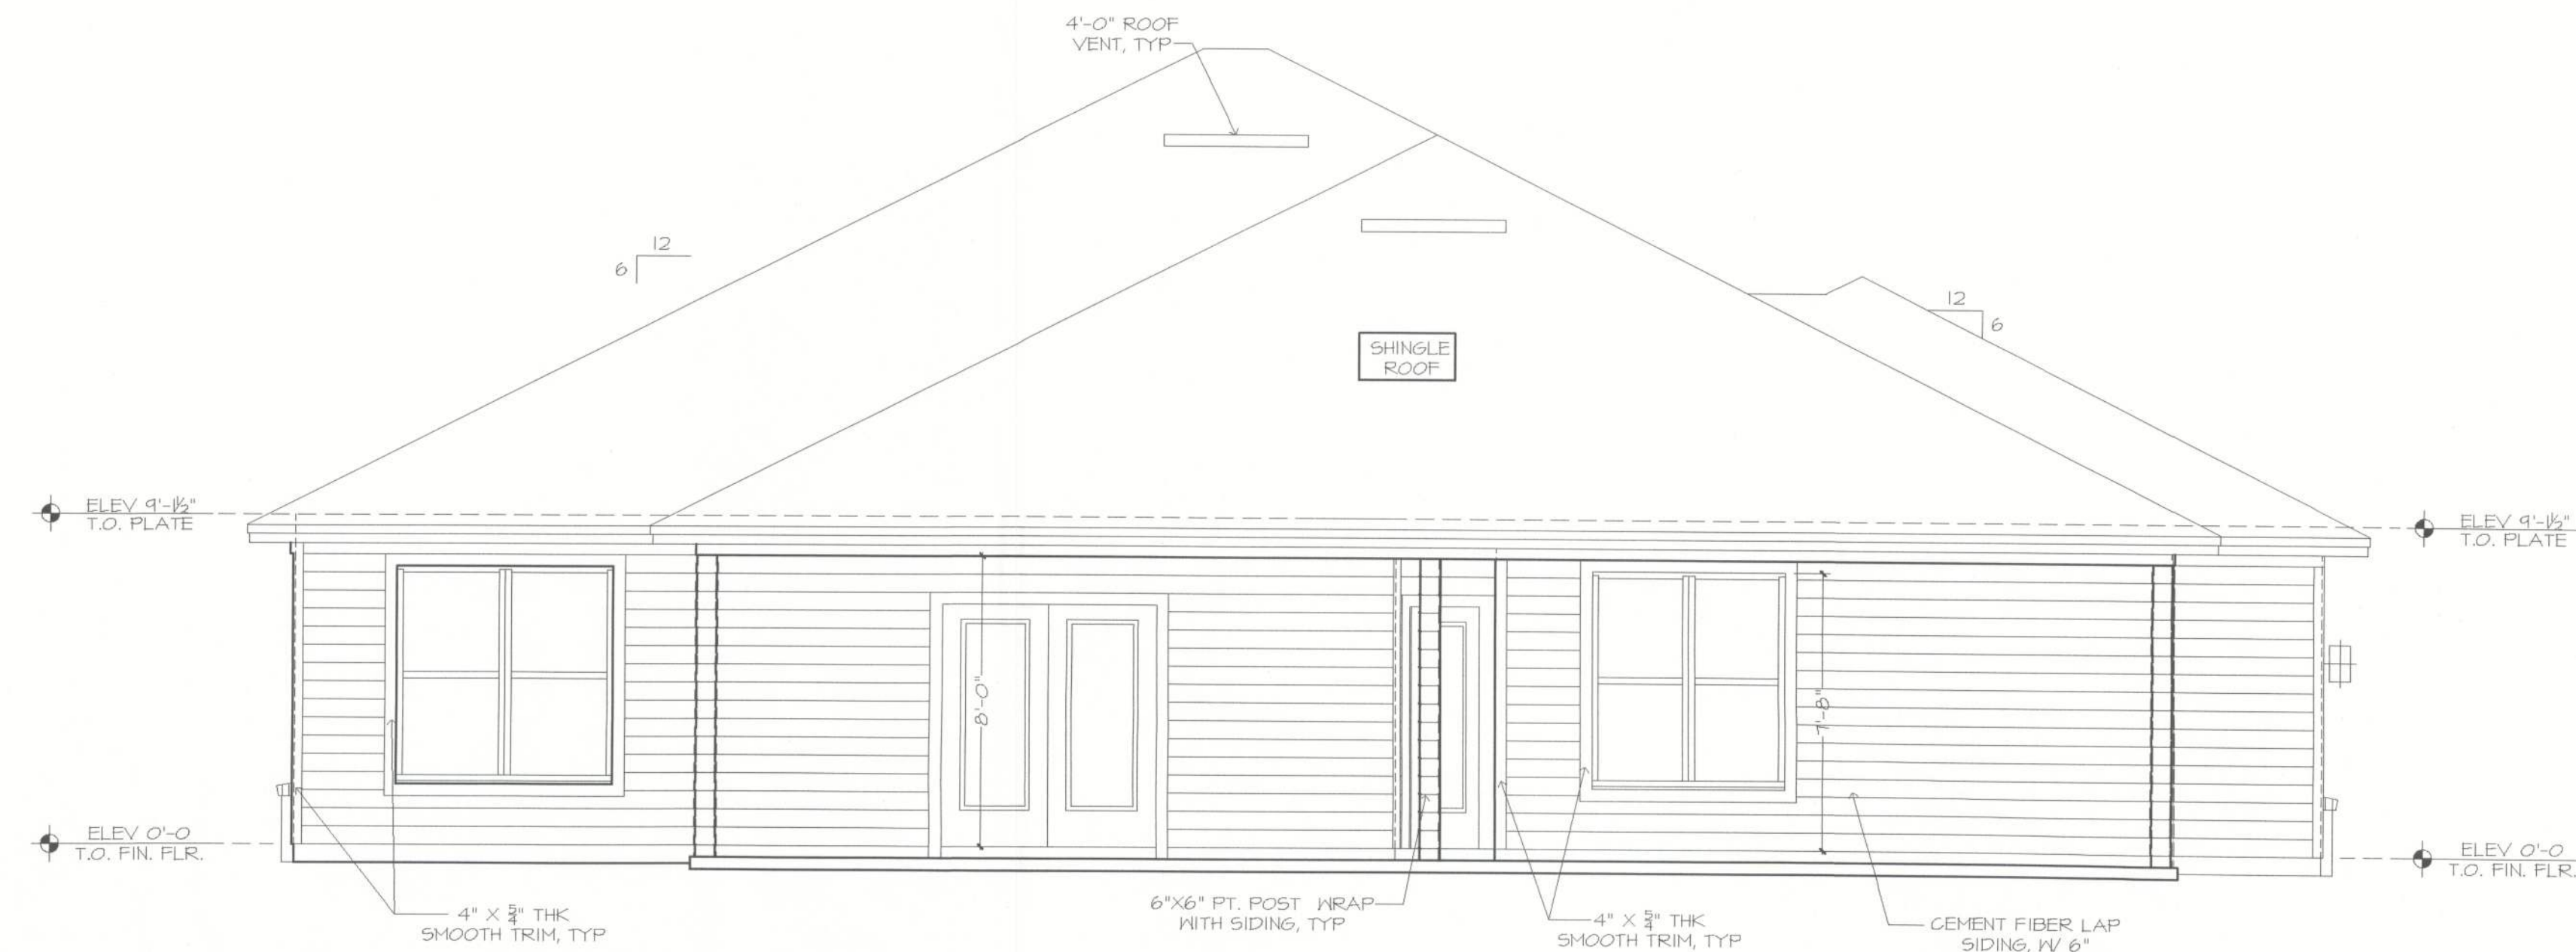 4'-0" ROOF
VENT, TYP
12
6
12
6
SHINGLE
ROOF
ELEV 9'-1½"
T.O. PLATE
ELEV 9'-1½"
T.O. PLATE
8'-0"
7'-8"
ELEV 0'-0
T.O. FIN. FLR.
ELEV 0'-0
T.O. FIN. FLR.
4" X 5/4" THK
SMOOTH TRIM, TYP
6"X6" PT. POST WRAP
WITH SIDING, TYP
4" X 5/4" THK
SMOOTH TRIM, TYP
CEMENT FIBER LAP
SIDING, W/ 6"